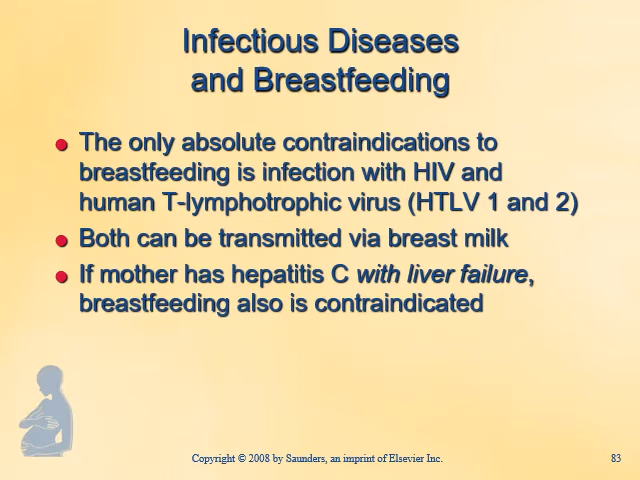 Infectious Diseases
and Breastfeeding
The only absolute contraindications to
breastfeeding is infection with HIV and
human T-lymphotrophic virus (HTLV 1 and 2)
Both can be transmitted via breast milk
If mother has hepatitis C with liver failure,
breastfeeding also is contraindicated
Copyright © 2008 by Saunders, an imprint of Elsevier Inc.
83